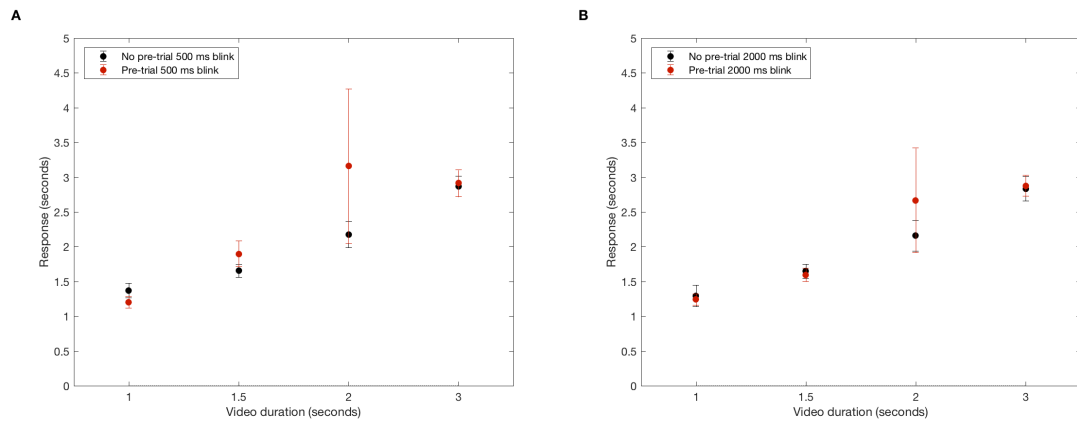 A
No pre-trial 500 ms blink
Pre-trial 500 ms blink
5
4.5
4
3.5
3
2.5
2
1.5
1
0.5
0
Response (seconds)
1 1.5 2 3
Video duration (seconds)
B
No pre-trial 2000 ms blink
Pre-trial 2000 ms blink
5
4.5
4
3.5
3
2.5
2
1.5
1
0.5
0
Response (seconds)
1 1.5 2 3
Video duration (seconds)